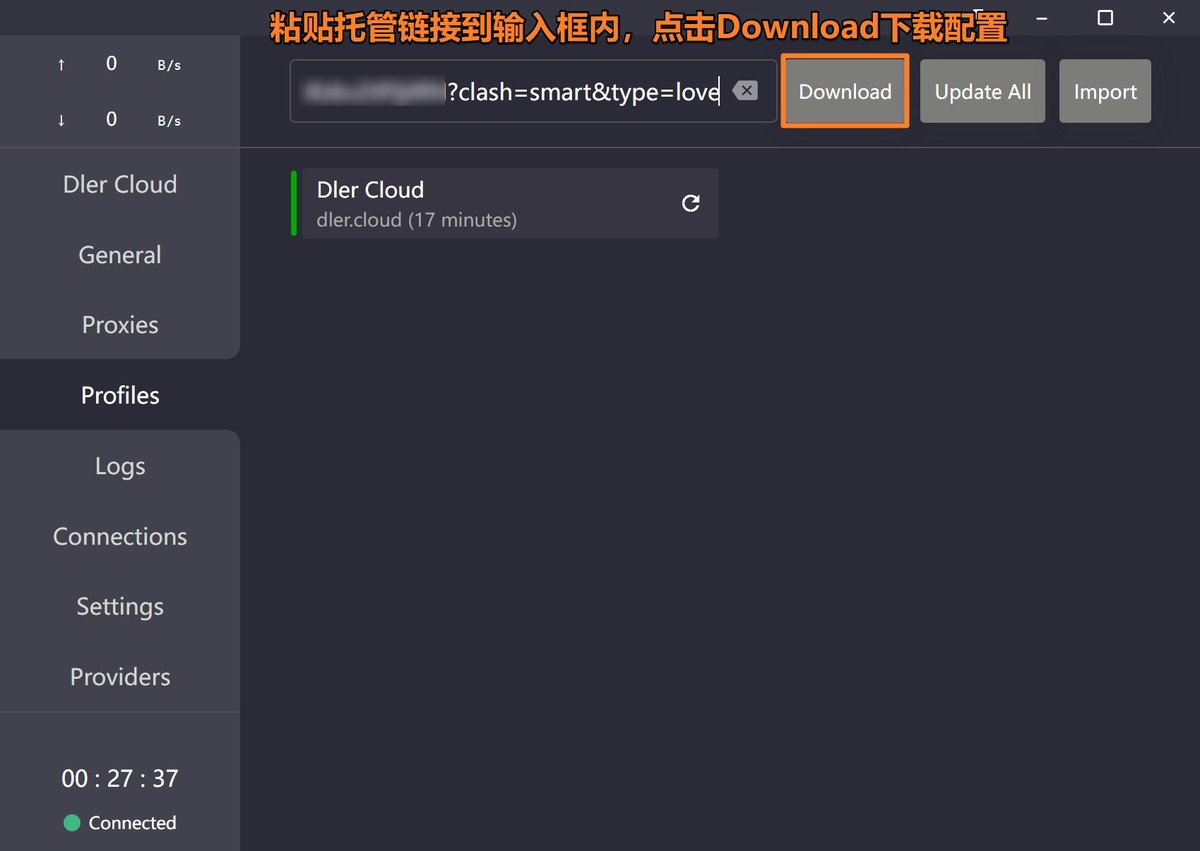 粘贴托管链接到输入框内，点击Download下载配置
↑ 0 B/s
↓ 0 B/s
?clash=smart&type=love
Download
Update All
Import
Dler Cloud
General
Proxies
Profiles
Logs
Connections
Settings
Providers
Dler Cloud
dler.cloud (17 minutes)
00 : 27 : 37
Connected